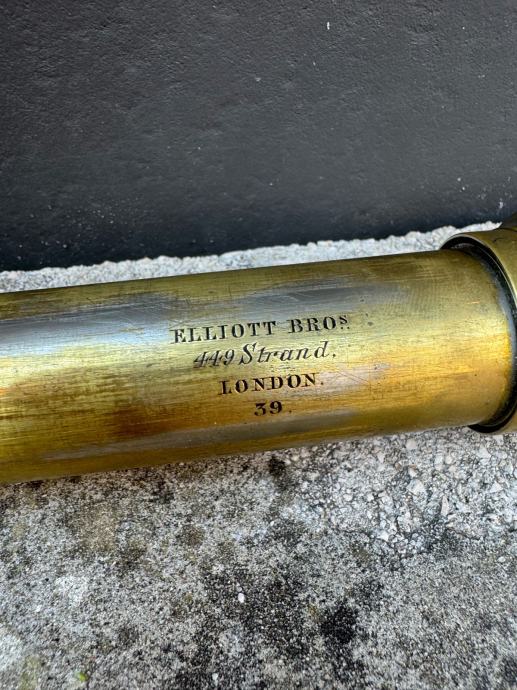 ELLIOTT BROS.
449 Strand,
LONDON.
39.